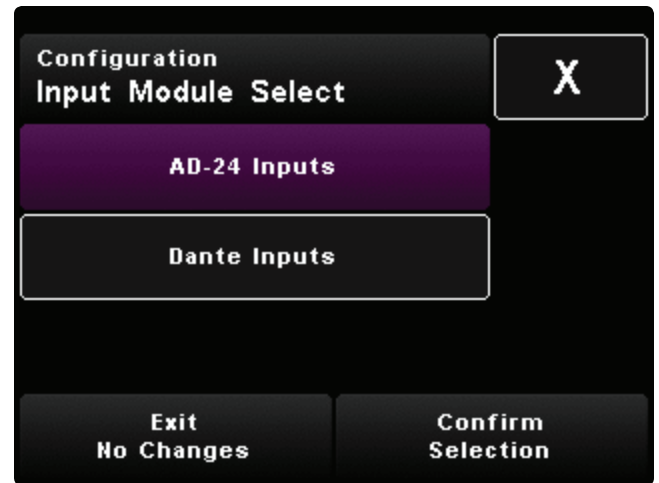 Configuration
Input Module Select
X
AD-24 Inputs
Dante Inputs
Exit
No Changes
Confirm
Selection